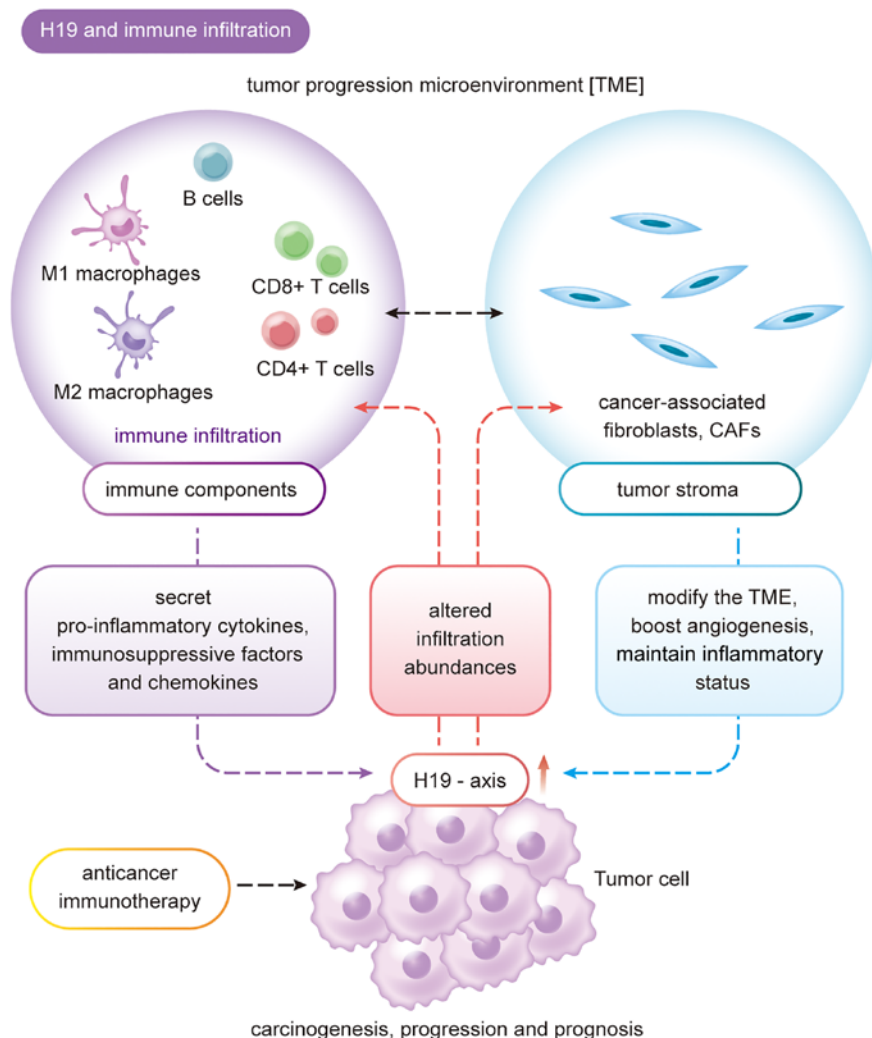 H19 and immune infiltration
tumor progression microenvironment [TME]
B cells
M1 macrophages
CD8+ T cells
M2 macrophages
CD4+ T cells
immune infiltration
immune components
cancer-associated
fibroblasts, CAFs
tumor stroma
secret
pro-inflammatory cytokines,
immunosuppressive factors
and chemokines
altered
infiltration
abundances
modify the TME,
boost angiogenesis,
maintain inflammatory
status
H19 - axis
anticancer
immunotherapy
Tumor cell
carcinogenesis, progression and prognosis